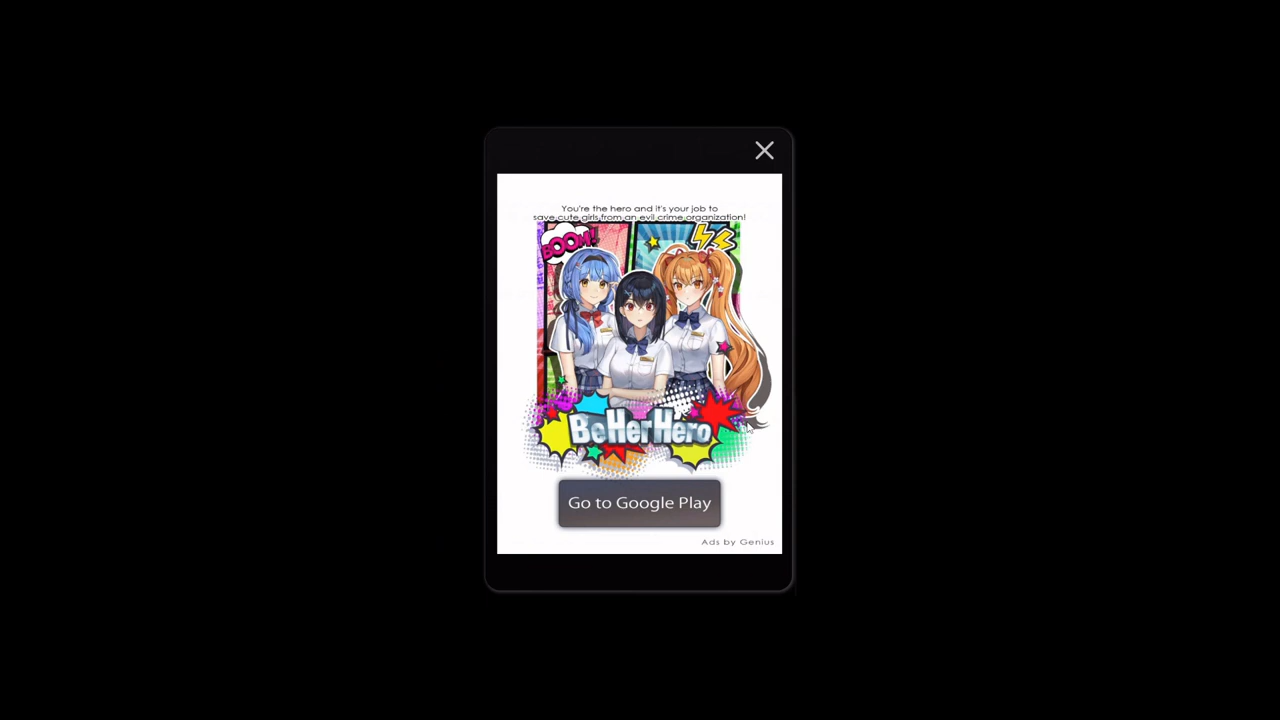 You're the hero and it's your job to
save cute girls from an evil crime organization!
BOOM!!
BeHerHero
Go to Google Play
Ads by Genius